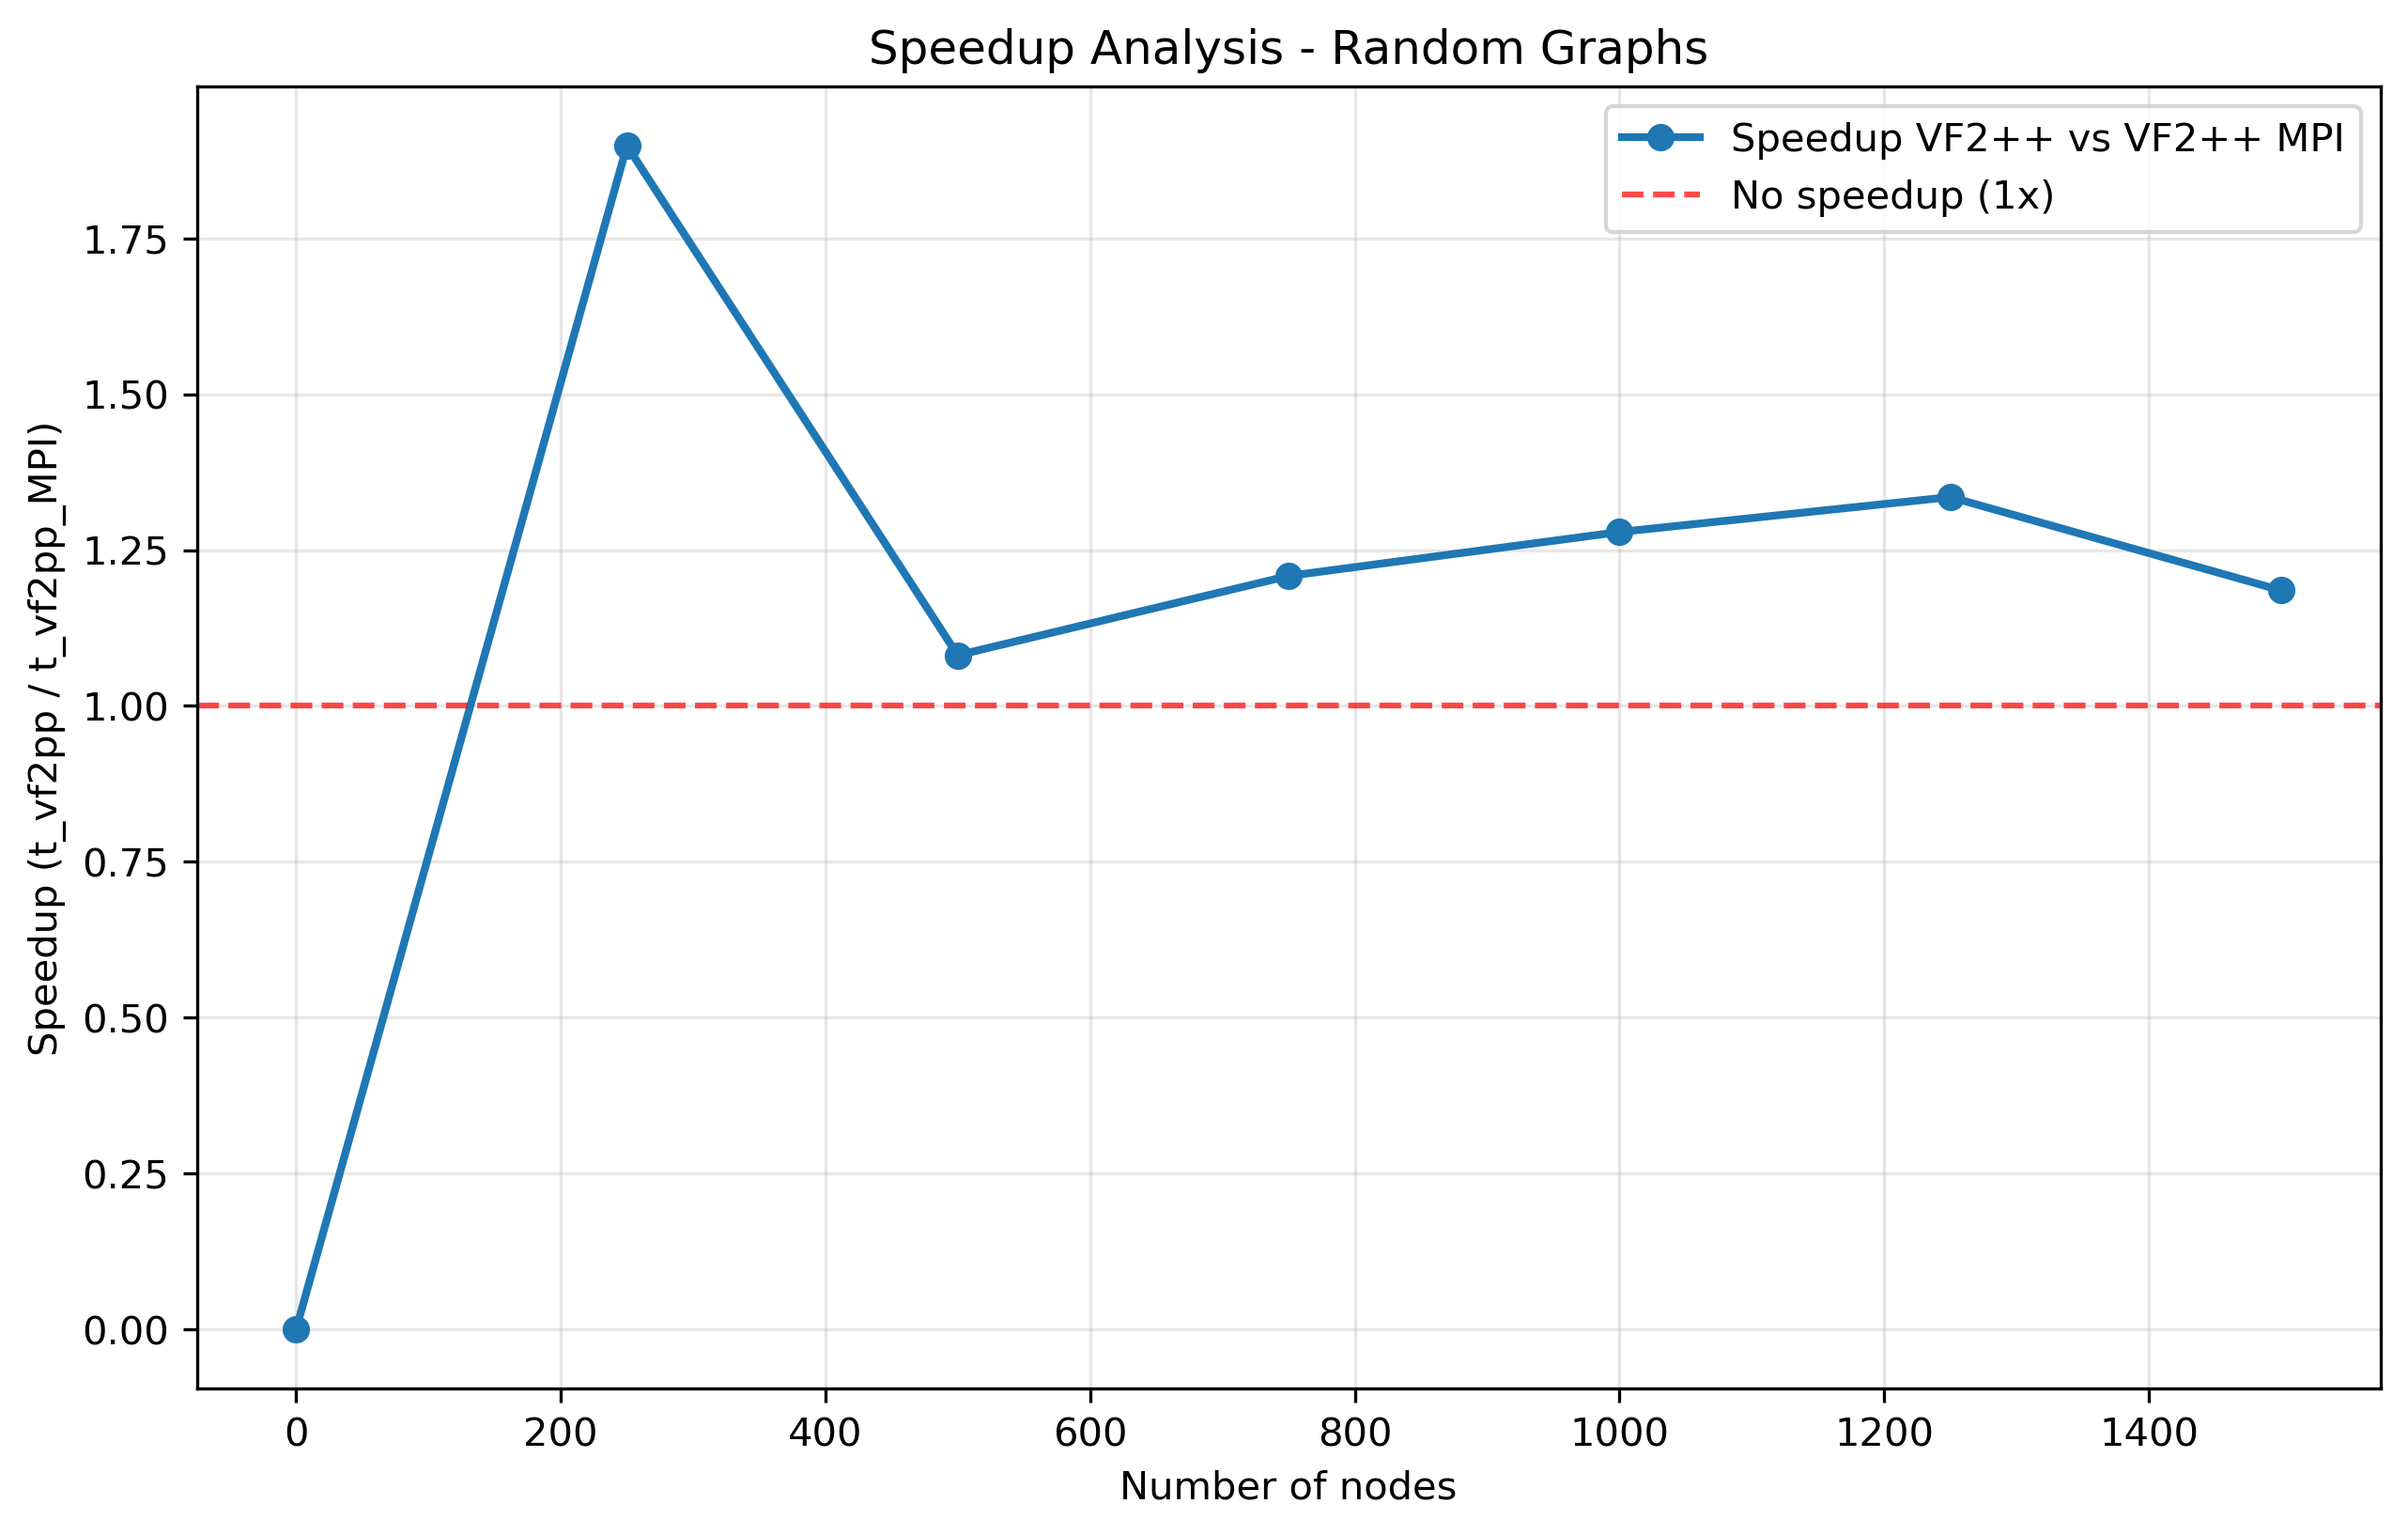 Speedup Analysis - Random Graphs
Speedup VF2++ vs VF2++ MPI
No speedup (1x)
Speedup (t_vf2pp / t_vf2pp_MPI)
1.75
1.50
1.25
1.00
0.75
0.50
0.25
0.00
0 200 400 600 800 1000 1200 1400
Number of nodes